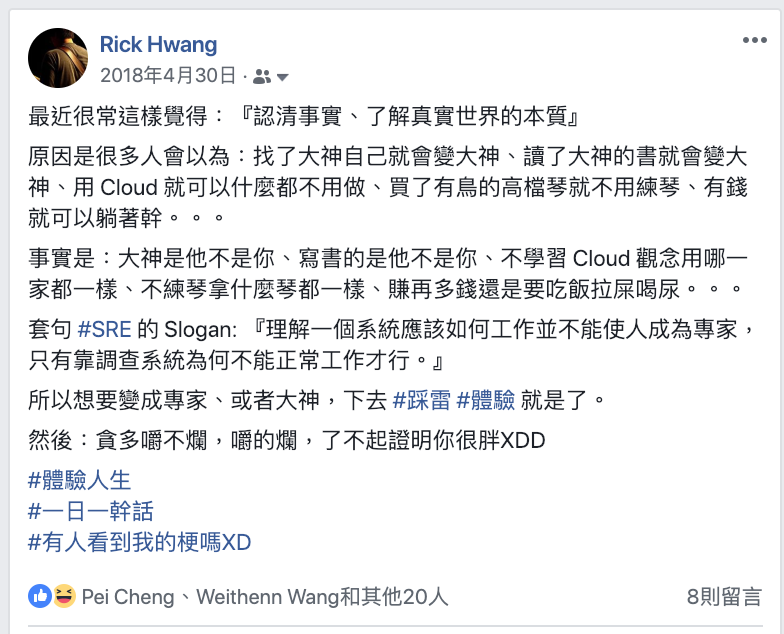 Rick Hwang
2018年4月30日 ·
最近很常這樣覺得：『認清事實、了解真實世界的本質』
原因是很多人會以為：找了大神自己就會變大神、讀了大神的書就會變大
神、用 Cloud 就可以什麼都不用做、買了有鳥的高檔琴就不用練琴、有錢
就可以躺著幹。。。
事實是：大神是他不是你、寫書的是他不是你、不學習 Cloud 觀念用哪一
家都一樣、不練琴拿什麼琴都一樣、賺再多錢還是要吃飯拉屎喝尿。。。
套句 #SRE 的 Slogan: 『理解一個系統應該如何工作並不能使人成為專家，
只有靠調查系統為何不能正常工作才行。』
所以想要變成專家、或者大神，下去 #踩雷 #體驗 就是了。
然後：貪多嚼不爛，嚼的爛，了不起證明你很胖XDD
#體驗人生
#一日一幹話
#有人看到我的梗嗎XD
Pei Cheng、Weithenn Wang和其他20人 8則留言